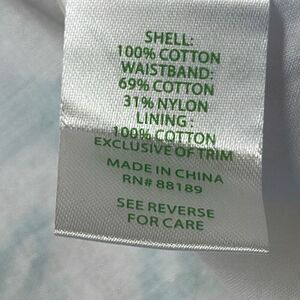 SHELL:
100% COTTON
WAISTBAND:
69% COTTON
31% NYLON
LINING:
100% COTTON
EXCLUSIVE OF TRIM
MADE IN CHINA
RN# 88189
SEE REVERSE
FOR CARE